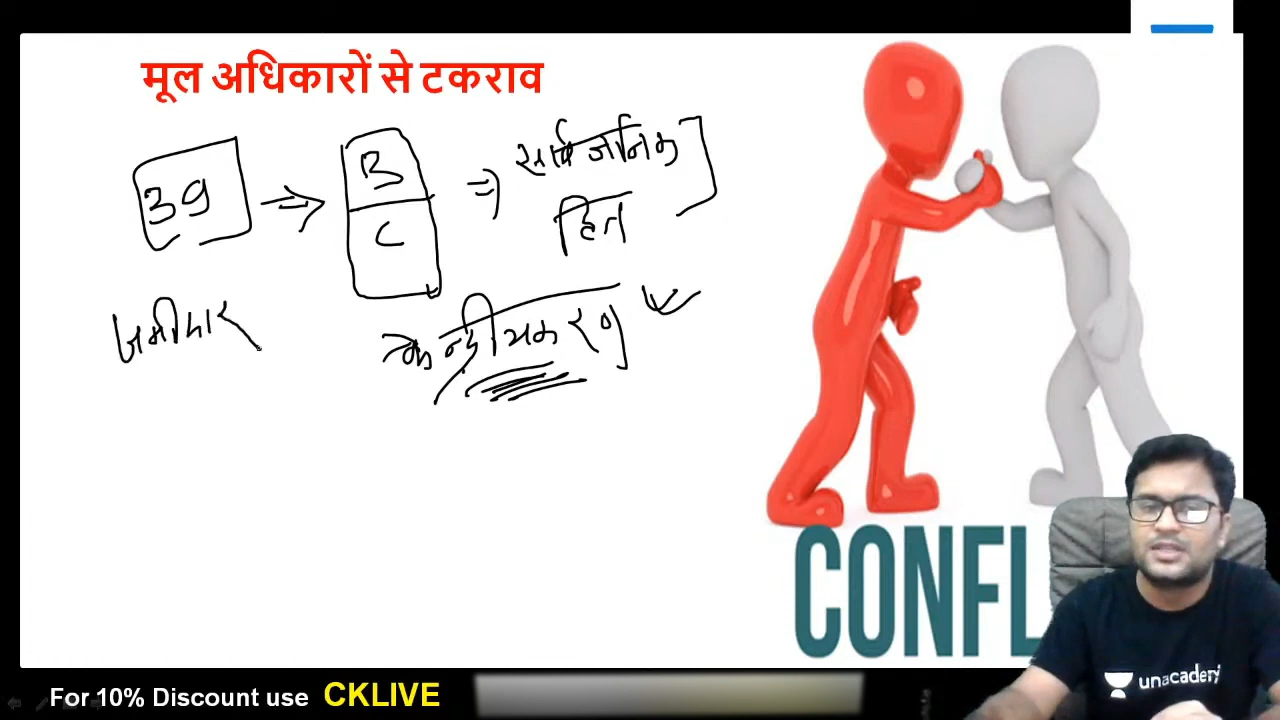 मूल अधिकारों से टकराव
39 ⇒ B ⇒ सार्वजनिक
C हित
जमींदार केन्द्रीयकरण
CONFL
unacademy
For 10% Discount use CKLIVE